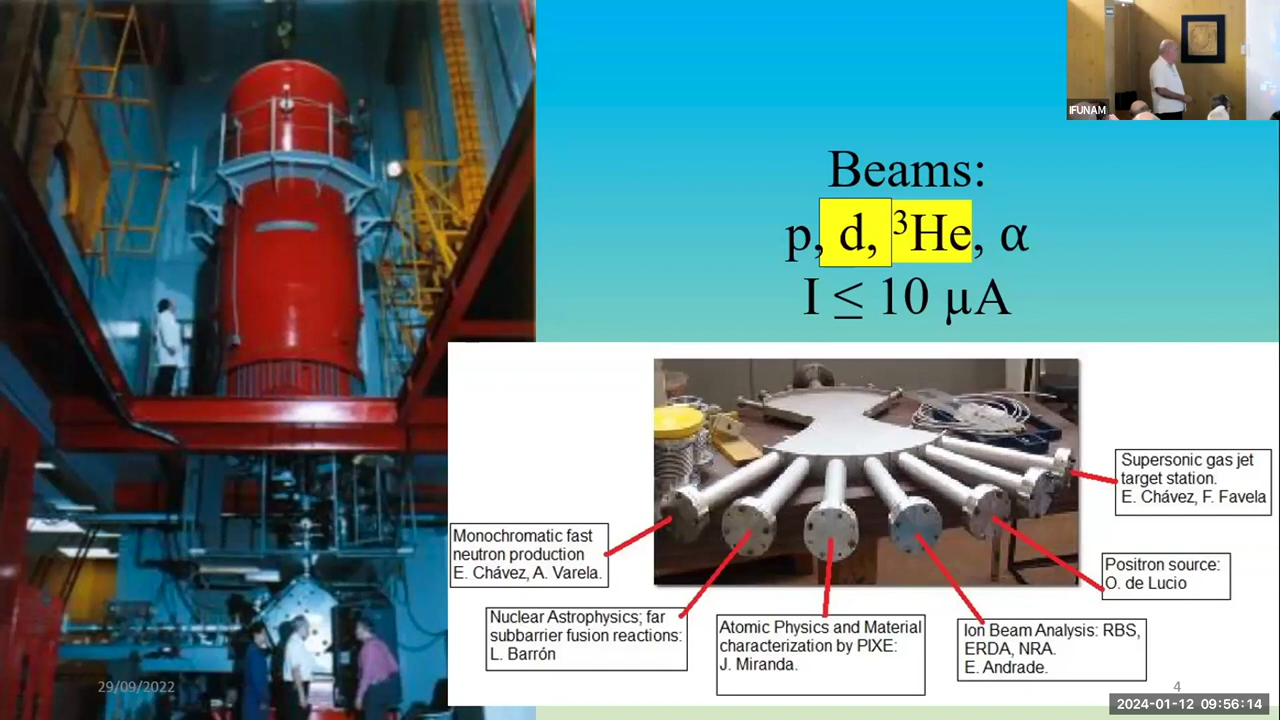 IFUNAM
Beams:
p, d, ³He, α
I ≤ 10 μA
Supersonic gas jet
target station.
E. Chávez, F. Favela
Monochromatic fast
neutron production
E. Chávez, A. Varela.
Positron source:
O. de Lucio
Nuclear Astrophysics; far
subbarrier fusion reactions:
L. Barrón
Atomic Physics and Material
characterization by PIXE:
J. Miranda.
Ion Beam Analysis: RBS,
ERDA, NRA.
E. Andrade.
29/09/2022
4
2024-01-12 09:56:14